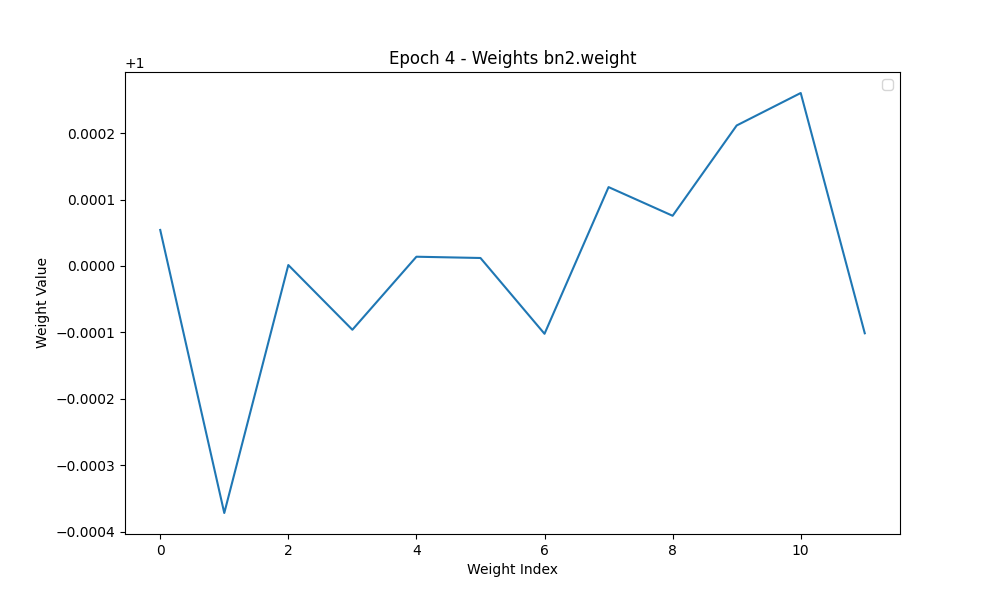 Epoch 4 - Weights bn2.weight
+1
0.0002
0.0001
0.0000
−0.0001
−0.0002
−0.0003
−0.0004
Weight Value
0 2 4 6 8 10
Weight Index